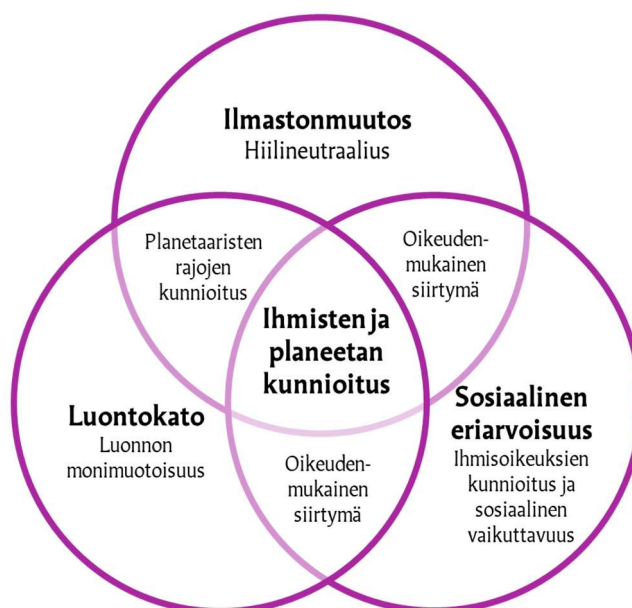 Ilmastonmuutos
Hiilineutraalius
Planetaaristen
rajojen
kunnioitus
Oikeuden-
mukainen
siirtymä
Ihmisten ja
planeetan
kunnioitus
Luontokato
Luonnon
monimuotoisuus
Sosiaalinen
eriarvoisuus
Ihmisoikeuksien
kunnioitus ja
sosiaalinen
vaikuttavuus
Oikeuden-
mukainen
siirtymä